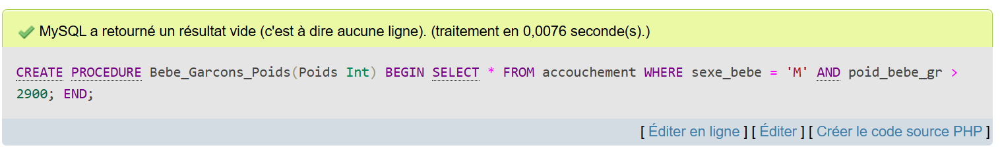 MySQL a retourné un résultat vide (c'est à dire aucune ligne). (traitement en 0,0076 seconde(s).)
CREATE PROCEDURE Bebe_Garcons_Poids(Poids Int) BEGIN SELECT * FROM accouchement WHERE sexe_bebe = 'M' AND poid_bebe_gr >
2900; END;
[ Éditer en ligne ] [ Éditer ] [ Créer le code source PHP ]